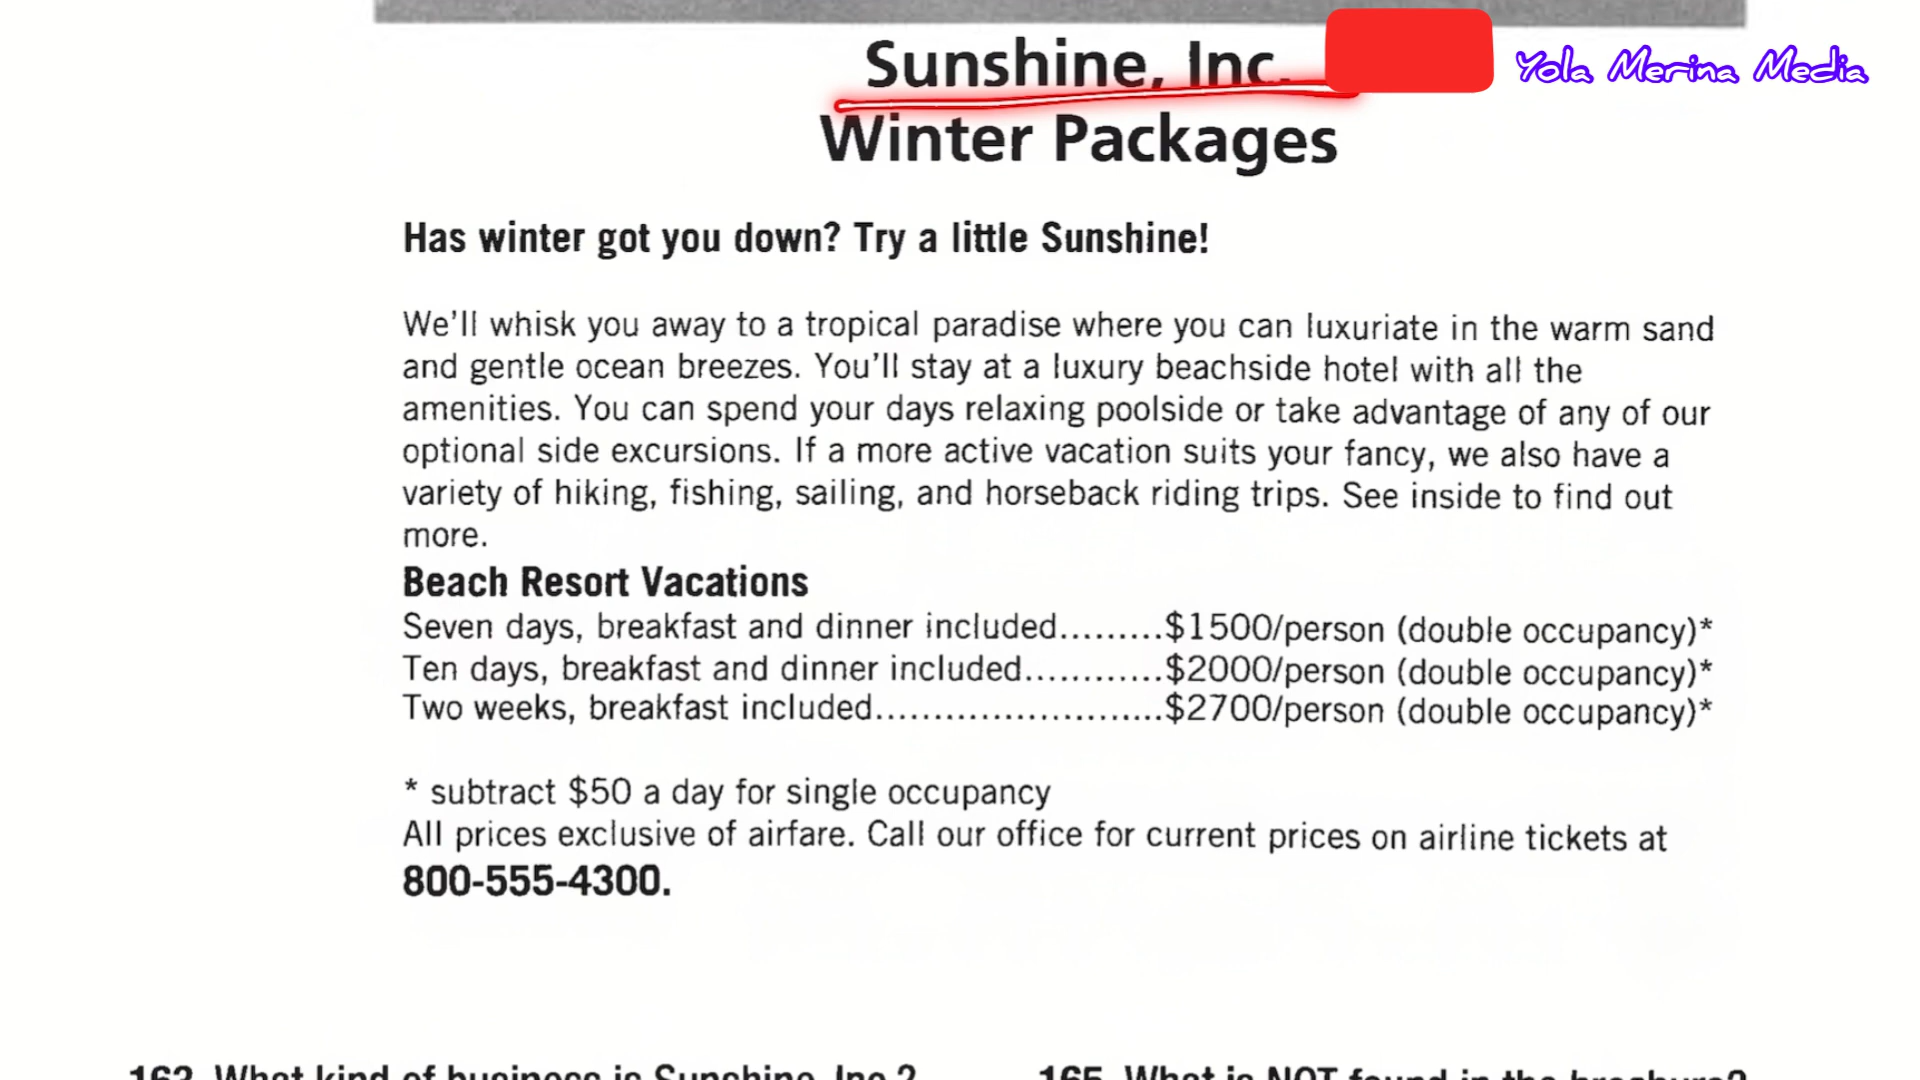 Sunshine, Inc.
Yola Merina Media
Winter Packages
Has winter got you down? Try a little Sunshine!
We'll whisk you away to a tropical paradise where you can luxuriate in the warm sand
and gentle ocean breezes. You'll stay at a luxury beachside hotel with all the
amenities. You can spend your days relaxing poolside or take advantage of any of our
optional side excursions. If a more active vacation suits your fancy, we also have a
variety of hiking, fishing, sailing, and horseback riding trips. See inside to find out
more.
Beach Resort Vacations
Seven days, breakfast and dinner included.........$1500/person (double occupancy)*
Ten days, breakfast and dinner included............$2000/person (double occupancy)*
Two weeks, breakfast included.........................$2700/person (double occupancy)*
* subtract $50 a day for single occupancy
All prices exclusive of airfare. Call our office for current prices on airline tickets at
800-555-4300.
163. What kind of business is Sunshine, Inc.?
165. What is NOT found in the brochure?